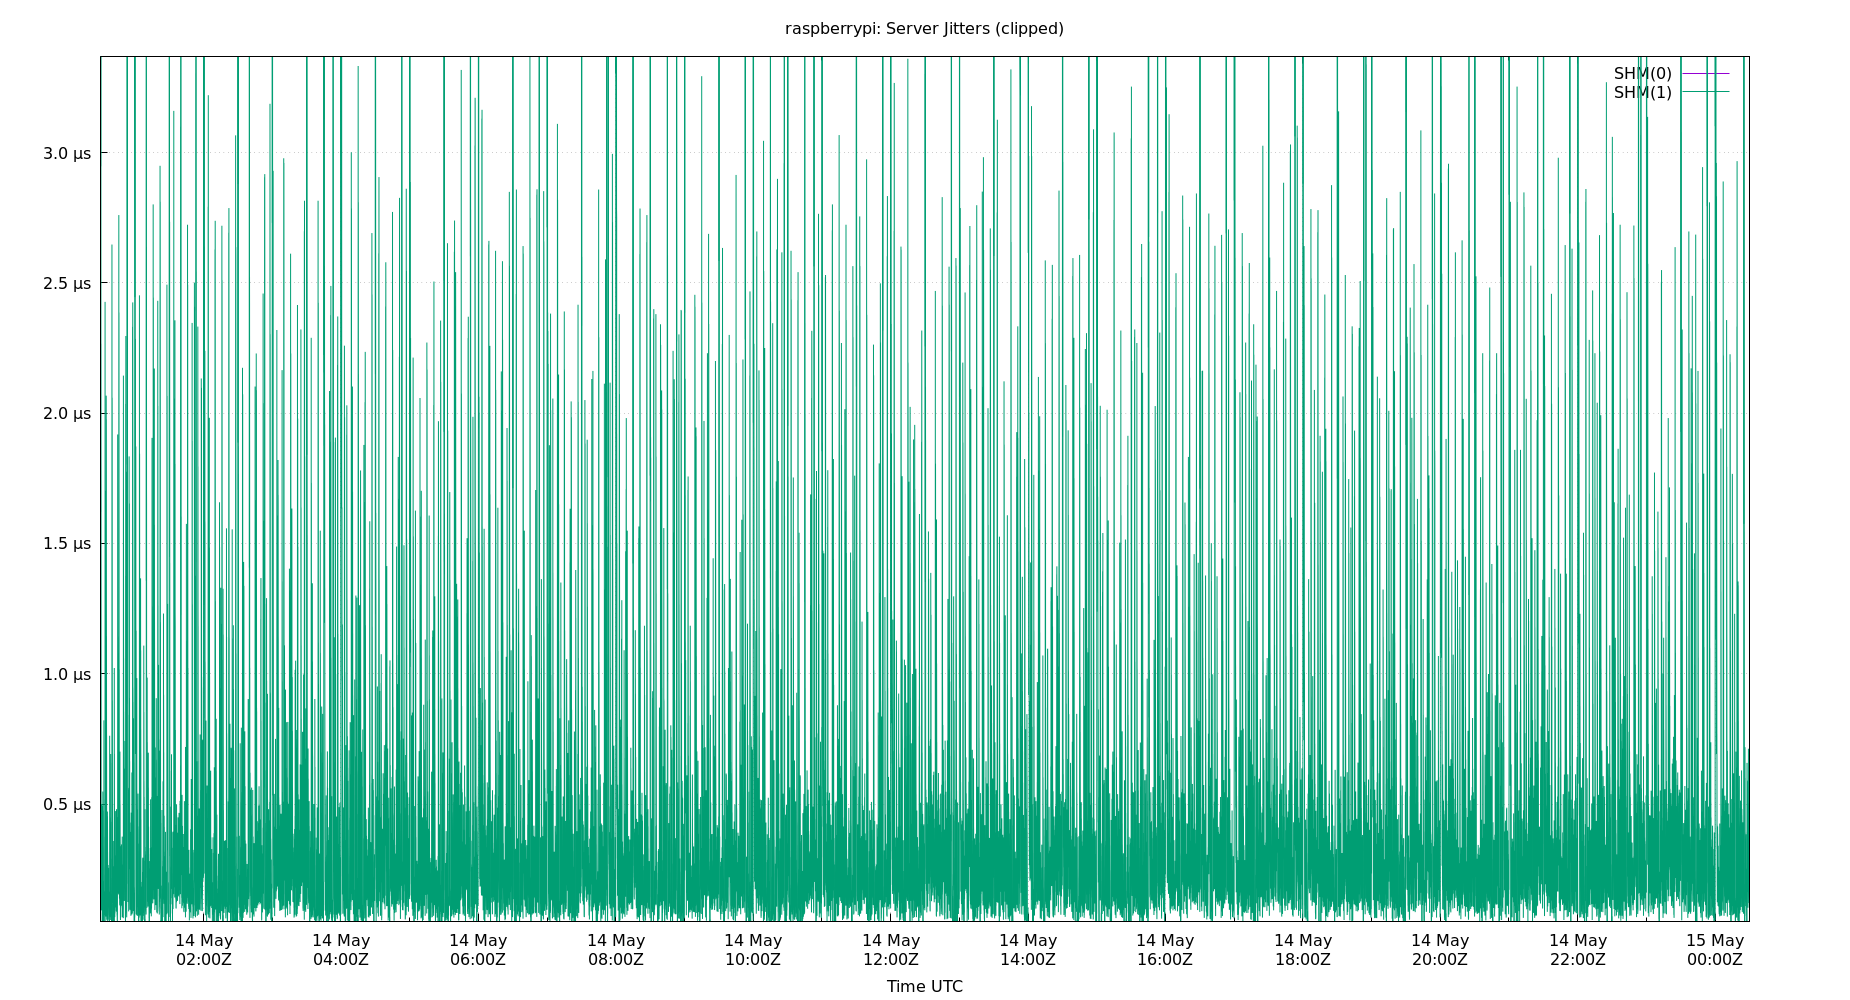 raspberrypi: Server Jitters (clipped)
SHM(0)
SHM(1)
3.0 µs
2.5 µs
2.0 µs
1.5 µs
1.0 µs
0.5 µs
14 May 14 May 14 May 14 May 14 May 14 May 14 May 14 May 14 May 14 May 14 May 15 May
02:00Z 04:00Z 06:00Z 08:00Z 10:00Z 12:00Z 14:00Z 16:00Z 18:00Z 20:00Z 22:00Z 00:00Z
Time UTC